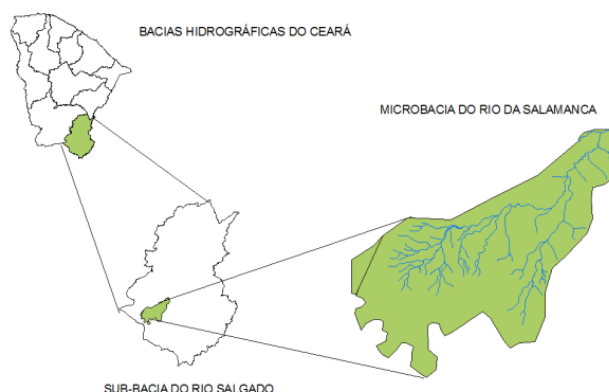 BACIAS HIDROGRÁFICAS DO CEARÁ
MICROBACIA DO RIO DA SALAMANCA
SUB-BACIA DO RIO SALGADO